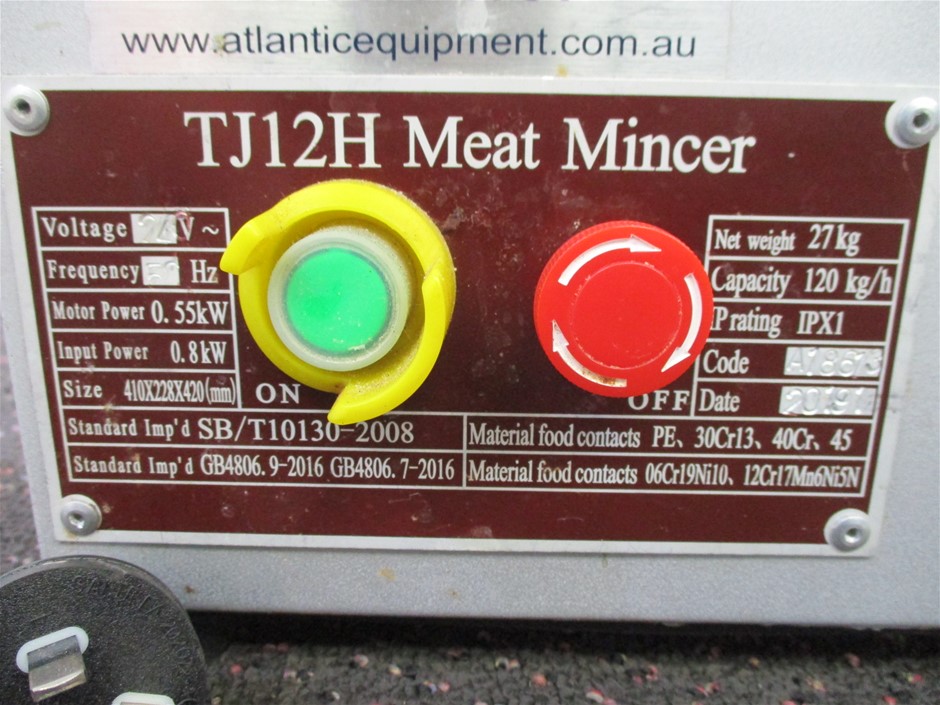 www.atlanticequipment.com.au
TJ12H Meat Mincer
Voltage V~
Frequency Hz
Motor Power 0.55kW
Input Power 0.8kW
Size 410X228X420(mm)
ON
OFF
Net weight 27kg
Capacity 120 kg/h
IP rating IPX1
Code
Date
Standard Imp'd SB/T10130-2008
Material food contacts PE、30Cr13、40Cr、45
Standard Imp'd GB4806.9-2016 GB4806.7-2016
Material food contacts 06Cr19Ni10、12Cr17Mn6Ni5N